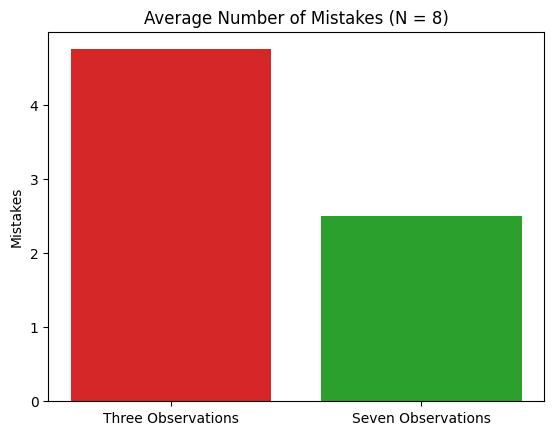 Average Number of Mistakes (N = 8)
Mistakes
4
3
2
1
0
Three Observations
Seven Observations